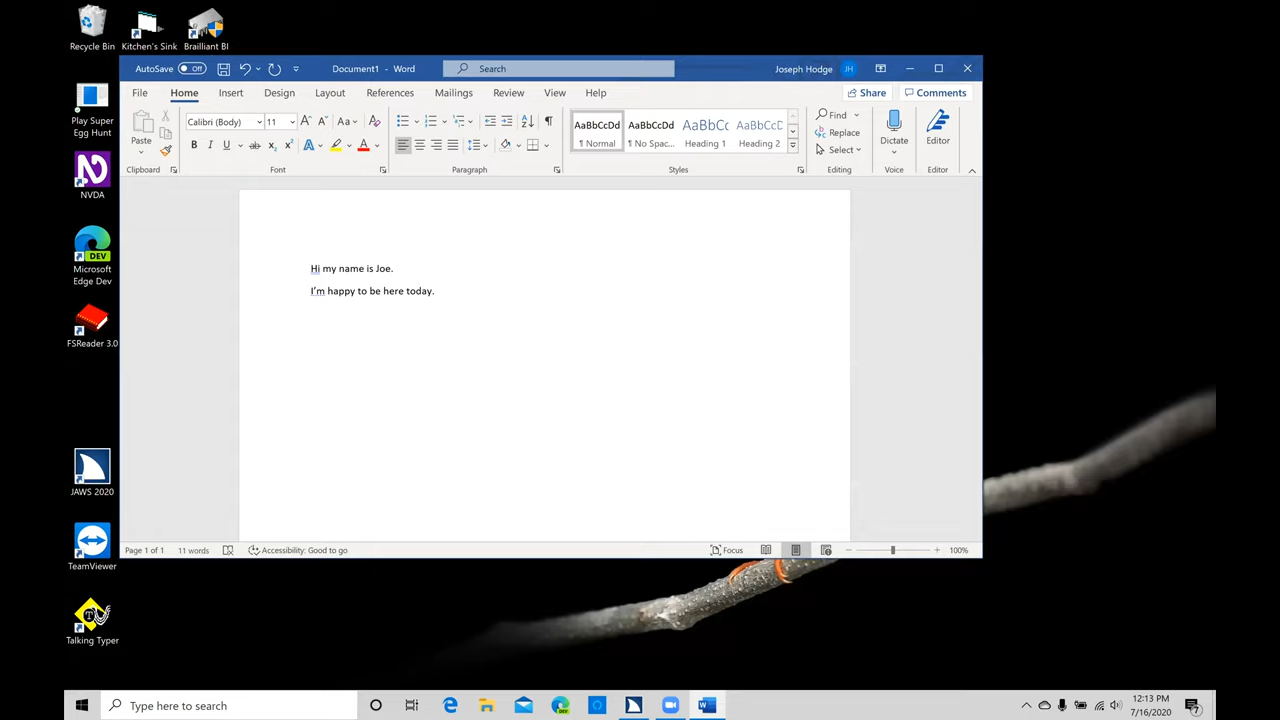 Recycle Bin
Kitchen's Sink
Brailliant BI
AutoSave Off
Document1 - Word
Search
Joseph Hodge
JH
File Home Insert Design Layout References Mailings Review View Help
Share
Comments
Play Super
Egg Hunt
Paste
Calibri (Body) 11
AaBbCcDd AaBbCcDd AaBbCc AaBbCcD
¶ Normal ¶ No Spac... Heading 1 Heading 2
Find
Replace
Select
Dictate
Editor
Clipboard Font Paragraph Styles Editing Voice Editor
NVDA
Microsoft
Edge Dev
DEV
FSReader 3.0
Hi my name is Joe.
I'm happy to be here today.
JAWS 2020
TeamViewer
Talking Typer
Page 1 of 1
11 words
Accessibility: Good to go
Focus
100%
Type here to search
12:13 PM
7/16/2020
7